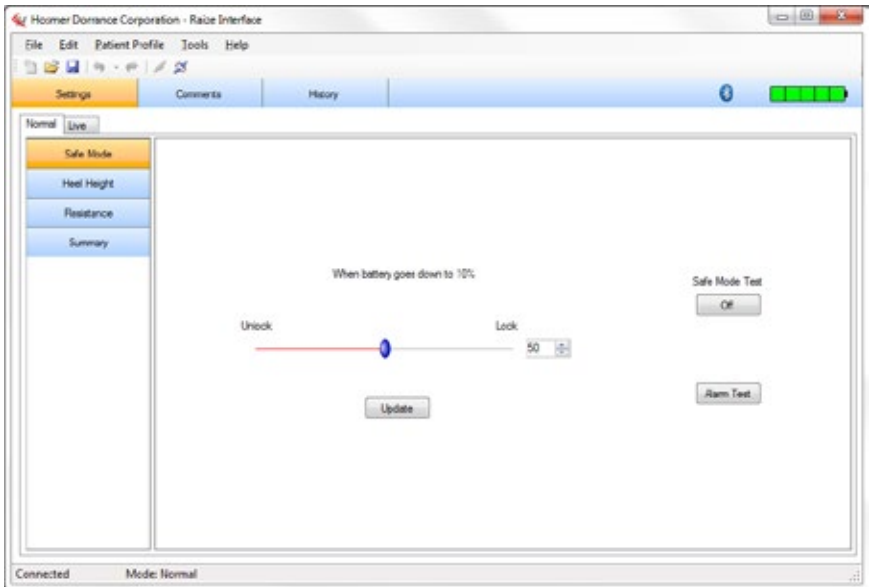 Hosmer Dorrance Corporation - Raize Interface
File Edit Patient Profile Tools Help
Settings Comments History
Normal Live
Safe Mode
Heel Height
Resistance
Summary
When battery goes down to 10%
Safe Mode Test
Off
Unlock Lock
50
Alarm Test
Update
Connected Mode: Normal